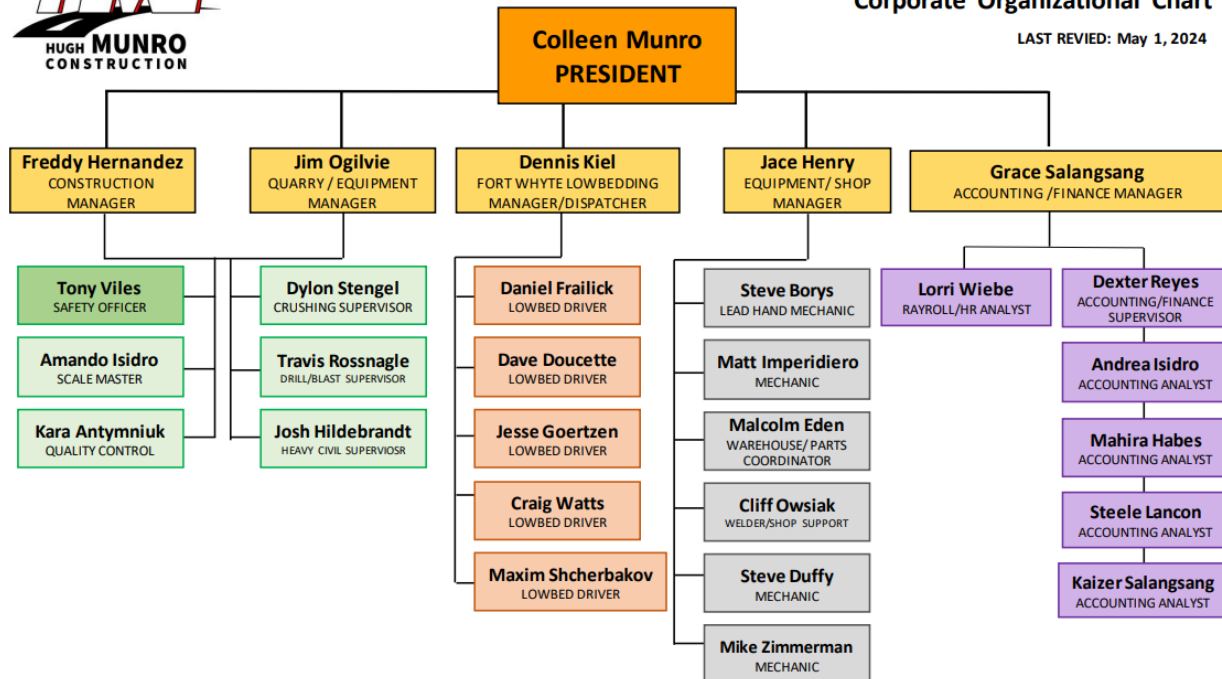 Corporate Organizational Chart
LAST REVIED: May 1, 2024
HUGH MUNRO
CONSTRUCTION
Colleen Munro
PRESIDENT
Freddy Hernandez
CONSTRUCTION
MANAGER
Jim Ogilvie
QUARRY / EQUIPMENT
MANAGER
Dennis Kiel
FORT WHYTE LOWBEDDING
MANAGER/DISPATCHER
Jace Henry
EQUIPMENT/ SHOP
MANAGER
Grace Salangsang
ACCOUNTING /FINANCE MANAGER
Tony Viles
SAFETY OFFICER
Amando Isidro
SCALE MASTER
Kara Antymniuk
QUALITY CONTROL
Dylon Stengel
CRUSHING SUPERVISOR
Travis Rossnagle
DRILL/BLAST SUPERVISOR
Josh Hildebrandt
HEAVY CIVIL SUPERVIOSR
Daniel Frailick
LOWBED DRIVER
Dave Doucette
LOWBED DRIVER
Jesse Goertzen
LOWBED DRIVER
Craig Watts
LOWBED DRIVER
Maxim Shcherbakov
LOWBED DRIVER
Steve Borys
LEAD HAND MECHANIC
Matt Imperidiero
MECHANIC
Malcolm Eden
WAREHOUSE/ PARTS
COORDINATOR
Cliff Owsiak
WELDER/SHOP SUPPORT
Steve Duffy
MECHANIC
Mike Zimmerman
MECHANIC
Lorri Wiebe
RAYROLL/HR ANALYST
Dexter Reyes
ACCOUNTING/FINANCE
SUPERVISOR
Andrea Isidro
ACCOUNTING ANALYST
Mahira Habes
ACCOUNTING ANALYST
Steele Lancon
ACCOUNTING ANALYST
Kaizer Salangsang
ACCOUNTING ANALYST